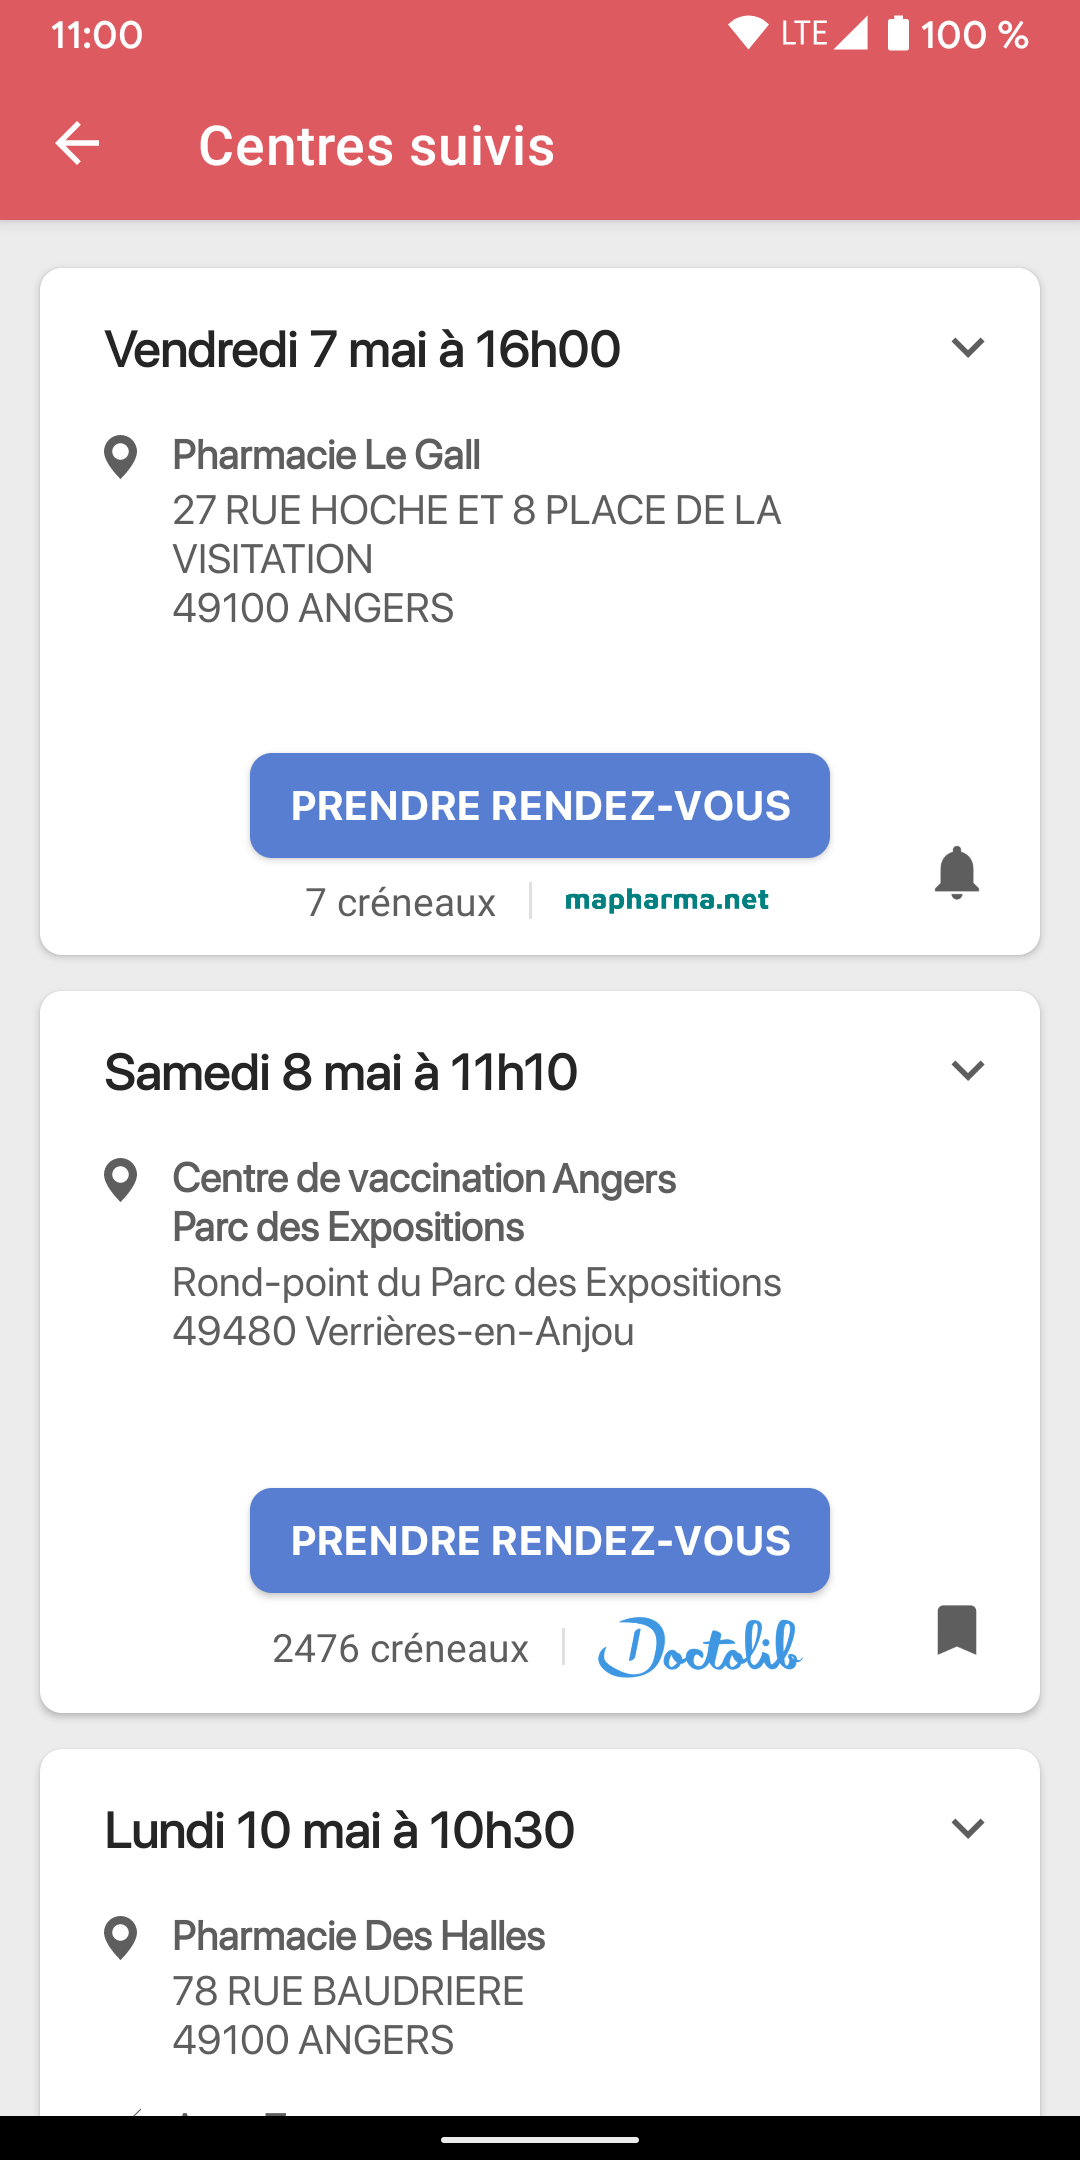 11:00 LTE 100 %
Centres suivis
Vendredi 7 mai à 16h00
Pharmacie Le Gall
27 RUE HOCHE ET 8 PLACE DE LA
VISITATION
49100 ANGERS
PRENDRE RENDEZ-VOUS
7 créneaux mapharma.net
Samedi 8 mai à 11h10
Centre de vaccination Angers
Parc des Expositions
Rond-point du Parc des Expositions
49480 Verrières-en-Anjou
PRENDRE RENDEZ-VOUS
2476 créneaux Doctolib
Lundi 10 mai à 10h30
Pharmacie Des Halles
78 RUE BAUDRIERE
49100 ANGERS